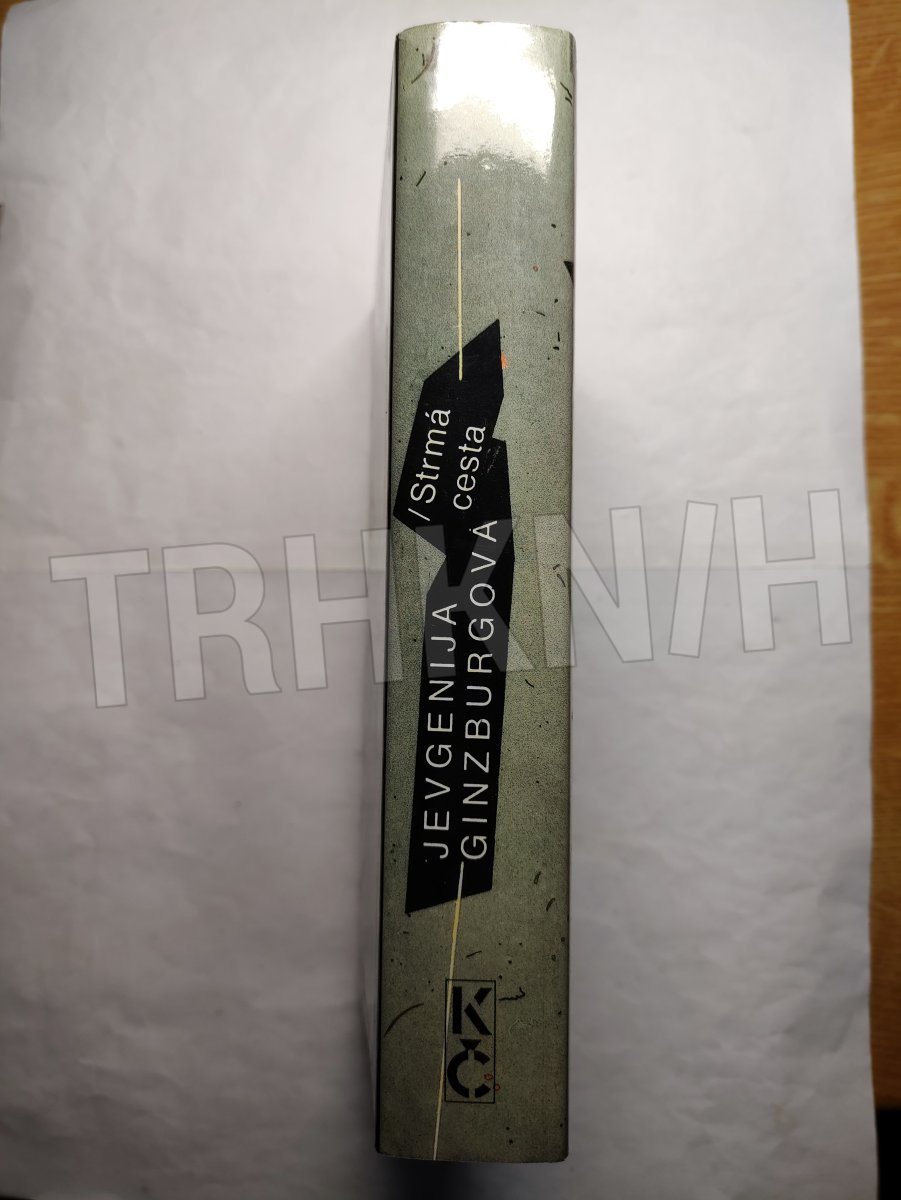 JEVGENIJA
GINZBURGOVÁ
/Strmá
cesta
KČ
TRHKNIH